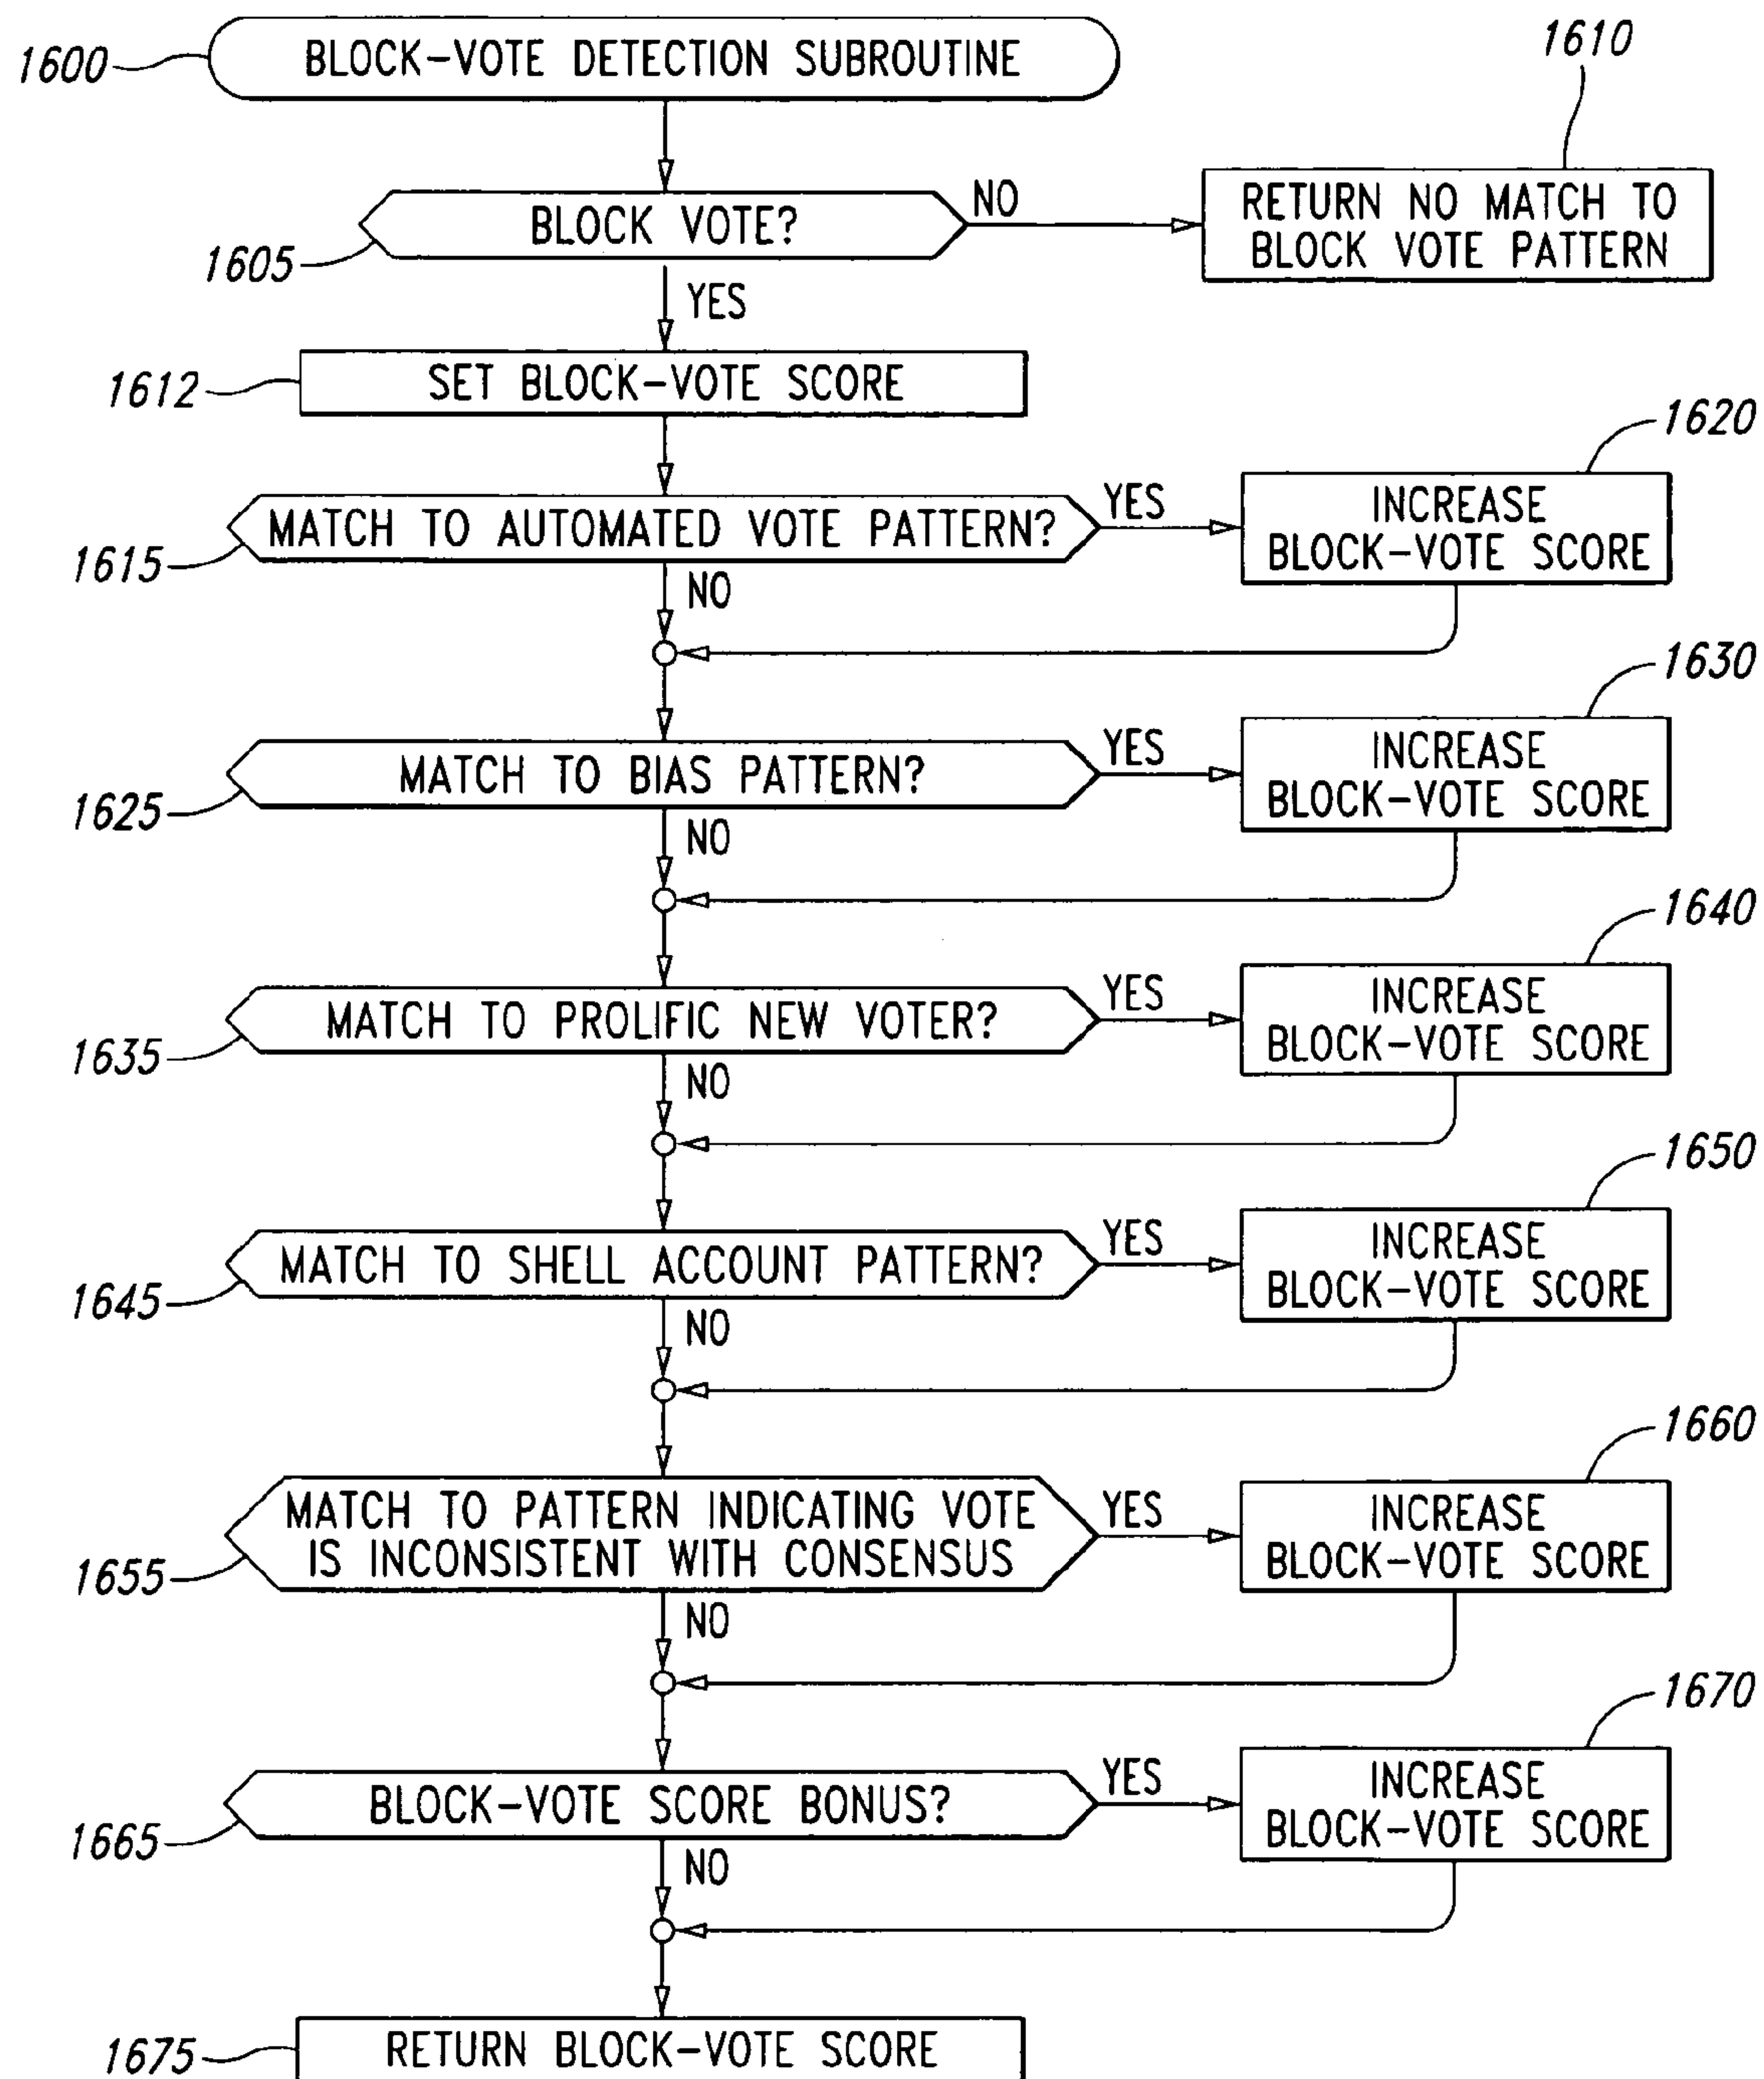 1600
BLOCK-VOTE DETECTION SUBROUTINE
1610
BLOCK VOTE?
NO
RETURN NO MATCH TO
BLOCK VOTE PATTERN
1605
YES
1612
SET BLOCK-VOTE SCORE
1620
MATCH TO AUTOMATED VOTE PATTERN?
YES
INCREASE
BLOCK-VOTE SCORE
1615
NO
1630
MATCH TO BIAS PATTERN?
YES
INCREASE
BLOCK-VOTE SCORE
1625
NO
1640
MATCH TO PROLIFIC NEW VOTER?
YES
INCREASE
BLOCK-VOTE SCORE
1635
NO
1650
MATCH TO SHELL ACCOUNT PATTERN?
YES
INCREASE
BLOCK-VOTE SCORE
1645
NO
1660
MATCH TO PATTERN INDICATING VOTE
IS INCONSISTENT WITH CONSENSUS
YES
INCREASE
BLOCK-VOTE SCORE
1655
NO
1670
BLOCK-VOTE SCORE BONUS?
YES
INCREASE
BLOCK-VOTE SCORE
1665
NO
1675
RETURN BLOCK-VOTE SCORE